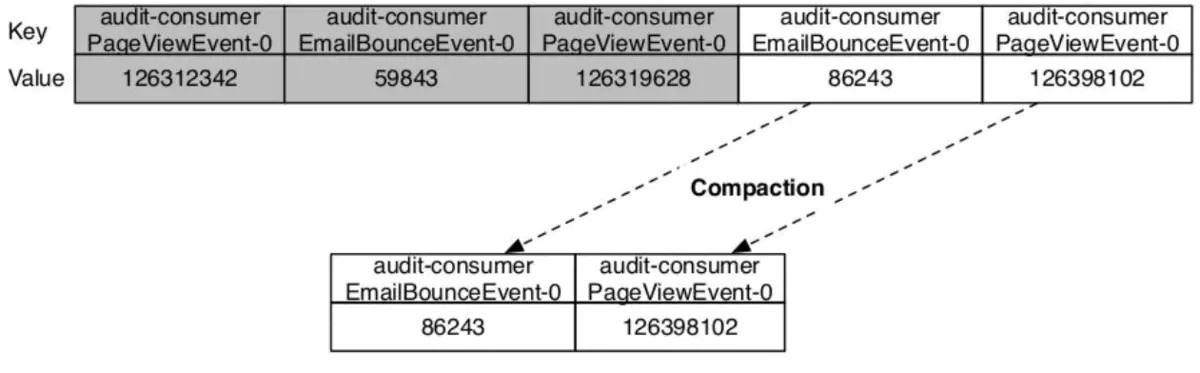 Key
audit-consumer
PageViewEvent-0
audit-consumer
EmailBounceEvent-0
audit-consumer
PageViewEvent-0
audit-consumer
EmailBounceEvent-0
audit-consumer
PageViewEvent-0
Value
126312342
59843
126319628
86243
126398102
Compaction
audit-consumer
EmailBounceEvent-0
audit-consumer
PageViewEvent-0
86243
126398102